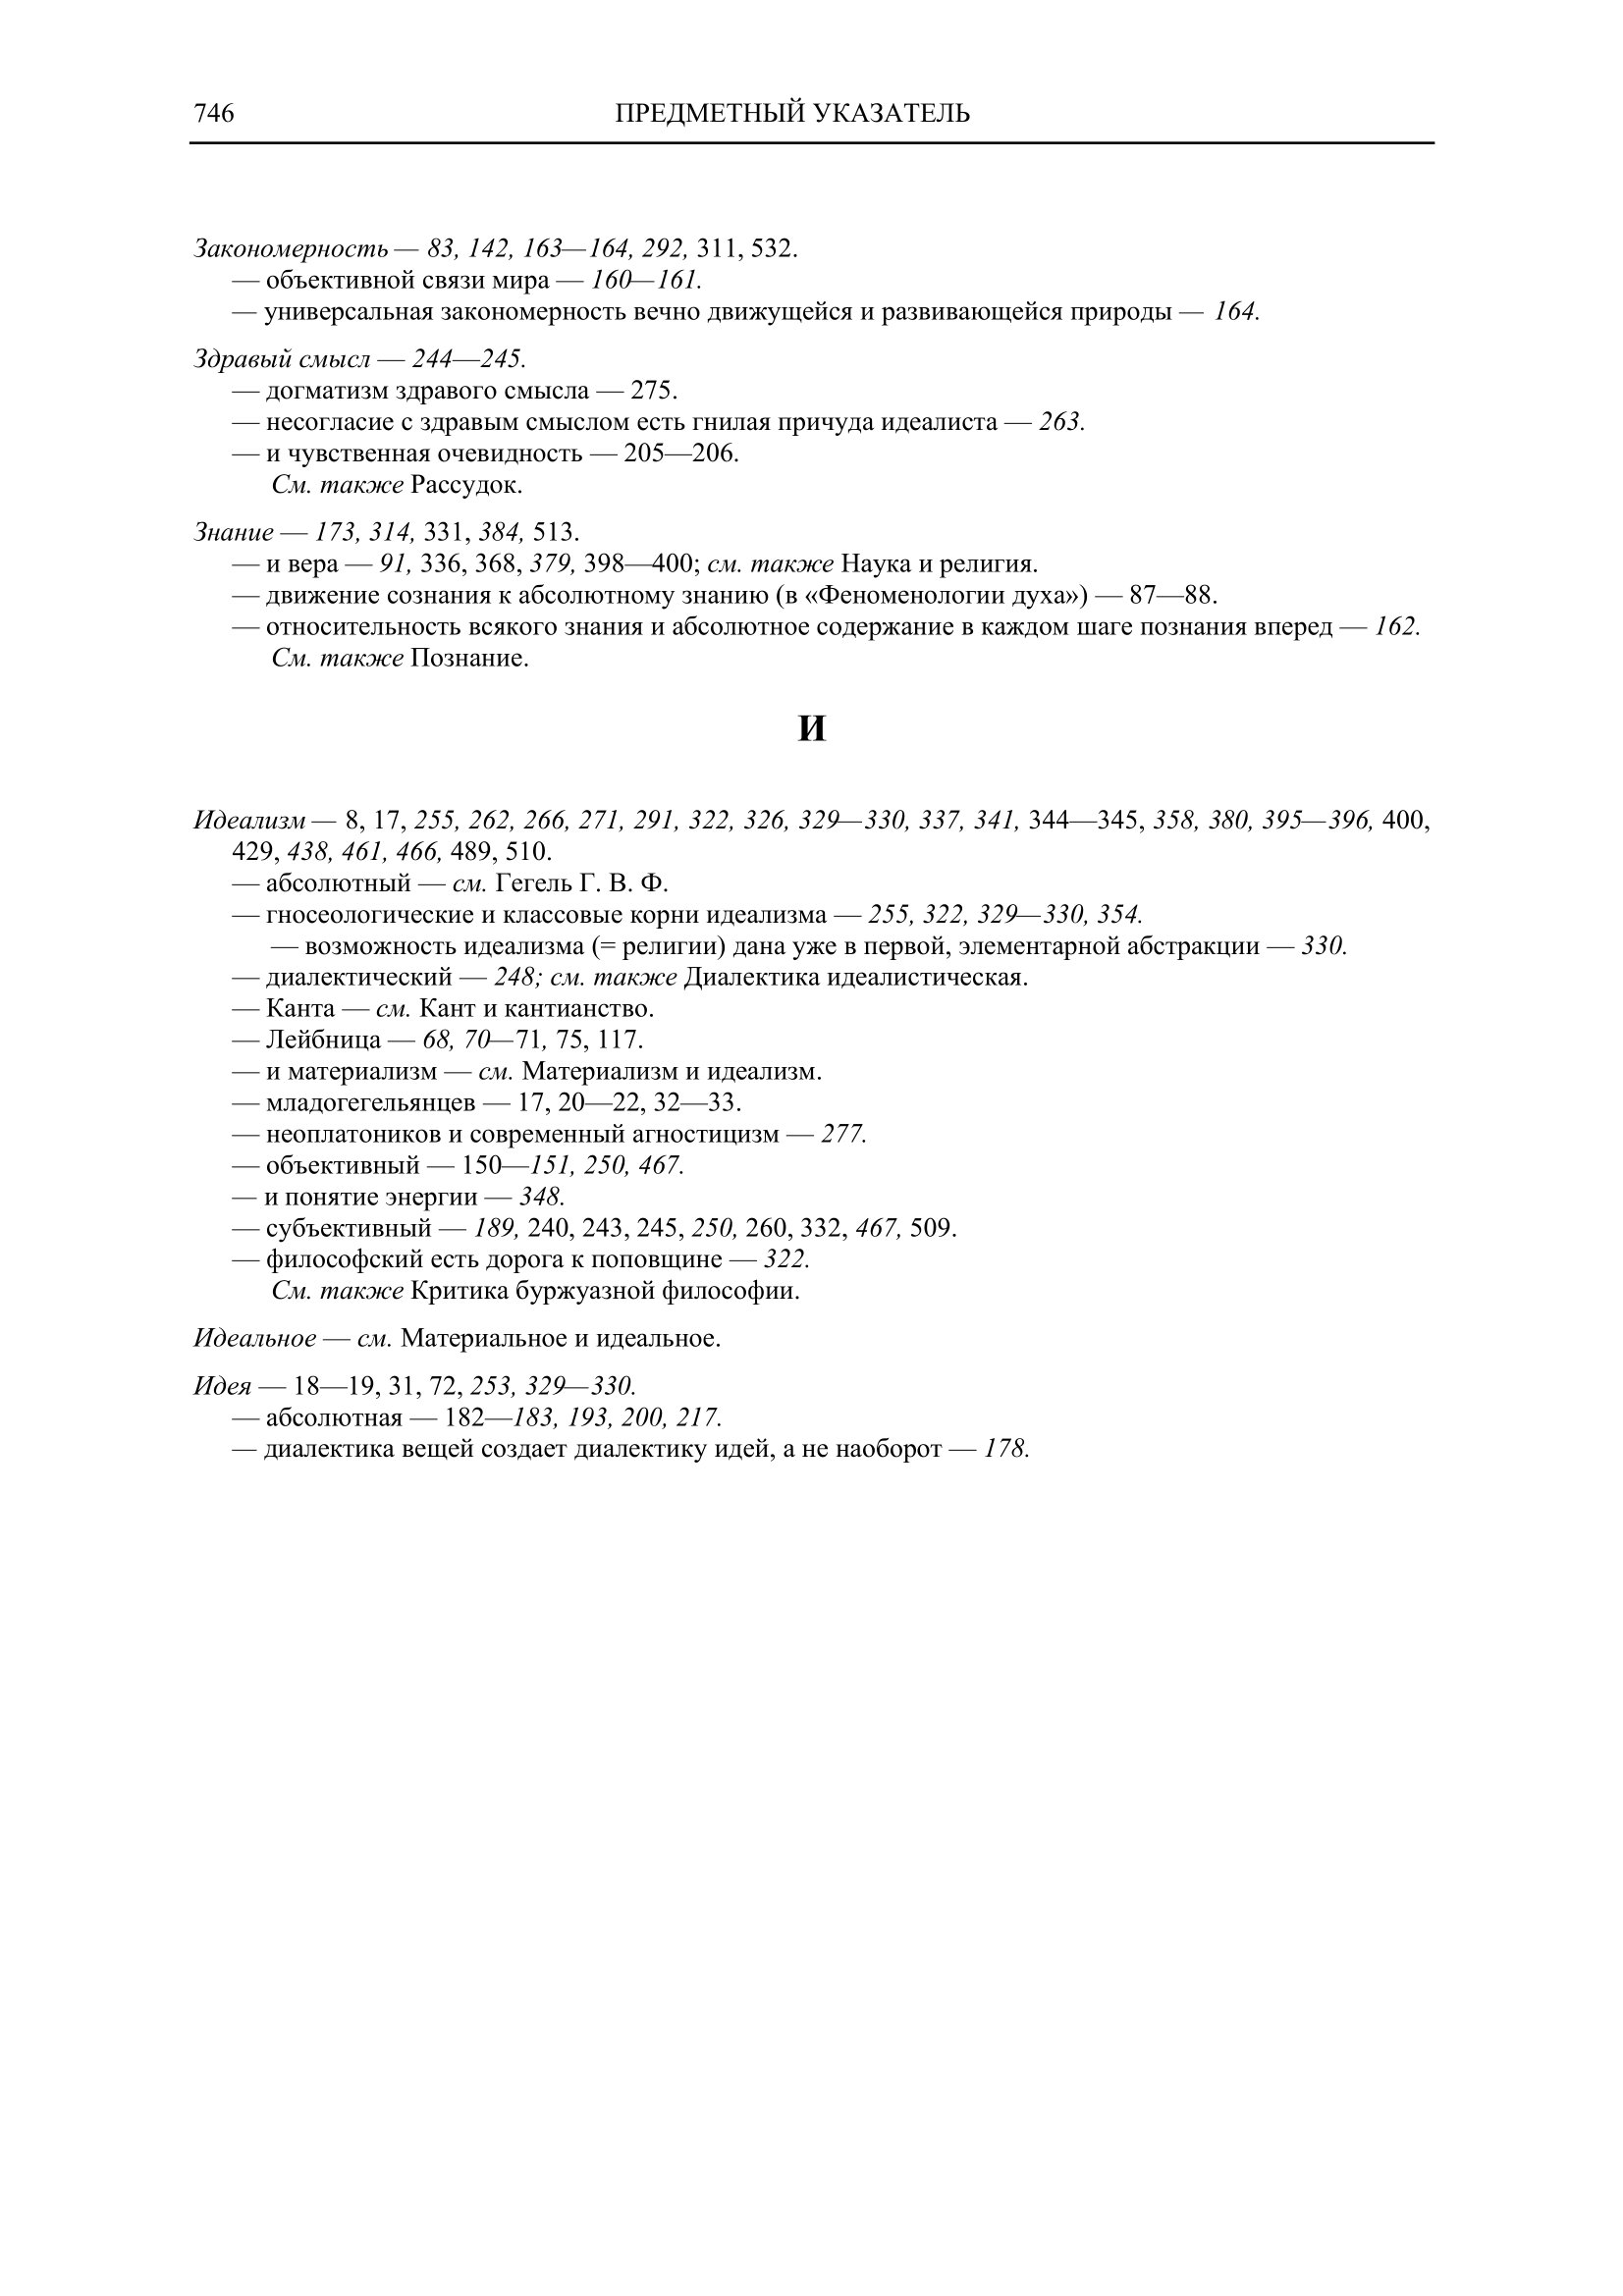 746
ПРЕДМЕТНЫЙ УКАЗАТЕЛЬ
Закономерность — 83, 142, 163—164, 292, 311, 532.
— объективной связи мира — 160—161.
— универсальная закономерность вечно движущейся и развивающейся природы — 164.
Здравый смысл — 244—245.
— догматизм здравого смысла — 275.
— несогласие с здравым смыслом есть гнилая причуда идеалиста — 263.
— и чувственная очевидность — 205—206.
См. также Рассудок.
Знание — 173, 314, 331, 384, 513.
— и вера — 91, 336, 368, 379, 398—400; см. также Наука и религия.
— движение сознания к абсолютному знанию (в «Феноменологии духа») — 87—88.
— относительность всякого знания и абсолютное содержание в каждом шаге познания вперед — 162.
См. также Познание.
И
Идеализм — 8, 17, 255, 262, 266, 271, 291, 322, 326, 329—330, 337, 341, 344—345, 358, 380, 395—396, 400,
429, 438, 461, 466, 489, 510.
— абсолютный — см. Гегель Г. В. Ф.
— гносеологические и классовые корни идеализма — 255, 322, 329—330, 354.
— возможность идеализма (= религии) дана уже в первой, элементарной абстракции — 330.
— диалектический — 248; см. также Диалектика идеалистическая.
— Канта — см. Кант и кантианство.
— Лейбница — 68, 70—71, 75, 117.
— и материализм — см. Материализм и идеализм.
— младогегельянцев — 17, 20—22, 32—33.
— неоплатоников и современный агностицизм — 277.
— объективный — 150—151, 250, 467.
— и понятие энергии — 348.
— субъективный — 189, 240, 243, 245, 250, 260, 332, 467, 509.
— философский есть дорога к поповщине — 322.
См. также Критика буржуазной философии.
Идеальное — см. Материальное и идеальное.
Идея — 18—19, 31, 72, 253, 329—330.
— абсолютная — 182—183, 193, 200, 217.
— диалектика вещей создает диалектику идей, а не наоборот — 178.